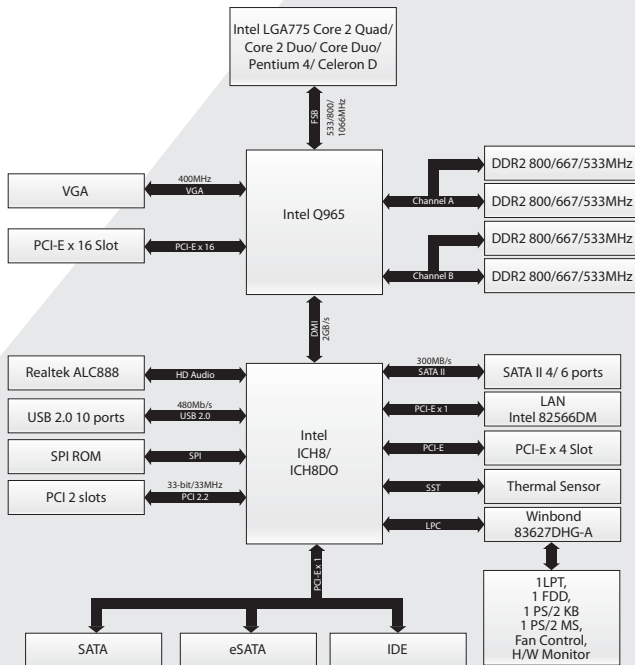 Intel LGA775 Core 2 Quad/
Core 2 Duo/ Core Duo/
Pentium 4/ Celeron D
FSB
533/800/
1066MHz
Intel Q965
VGA
400MHz
VGA
PCI-E x 16 Slot
PCI-E x 16
Channel A
DDR2 800/667/533MHz
DDR2 800/667/533MHz
Channel B
DDR2 800/667/533MHz
DDR2 800/667/533MHz
DMI
2GB/s
Intel
ICH8/
ICH8DO
Realtek ALC888
HD Audio
USB 2.0 10 ports
480Mb/s
USB 2.0
SPI ROM
SPI
PCI 2 slots
33-bit/33MHz
PCI 2.2
300MB/s
SATA II
SATA II 4/ 6 ports
PCI-E x 1
LAN
Intel 82566DM
PCI-E
PCI-E x 4 Slot
SST
Thermal Sensor
LPC
Winbond
83627DHG-A
1LPT,
1 FDD,
1 PS/2 KB
1 PS/2 MS,
Fan Control,
H/W Monitor
PCI-E x 1
SATA
eSATA
IDE